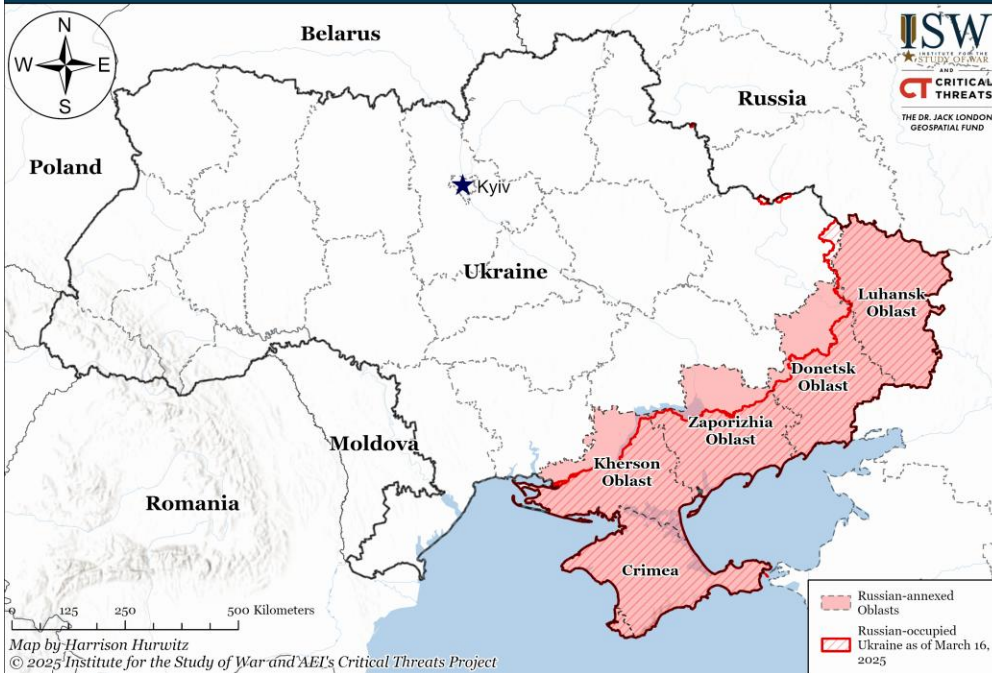 N
W
E
S
Belarus
ISW
INSTITUTE FOR THE
STUDY OF WAR
AND
CT CRITICAL
THREATS
THE DR. JACK LONDON
GEOSPATIAL FUND
Russia
Poland
Kyiv
Ukraine
Luhansk
Oblast
Donetsk
Oblast
Zaporizhia
Oblast
Moldova
Kherson
Oblast
Romania
Crimea
0 125 250 500 Kilometers
Russian-annexed
Oblasts
Russian-occupied
Ukraine as of March 16,
2025
Map by Harrison Hurwitz
© 2025 Institute for the Study of War and AEI's Critical Threats Project